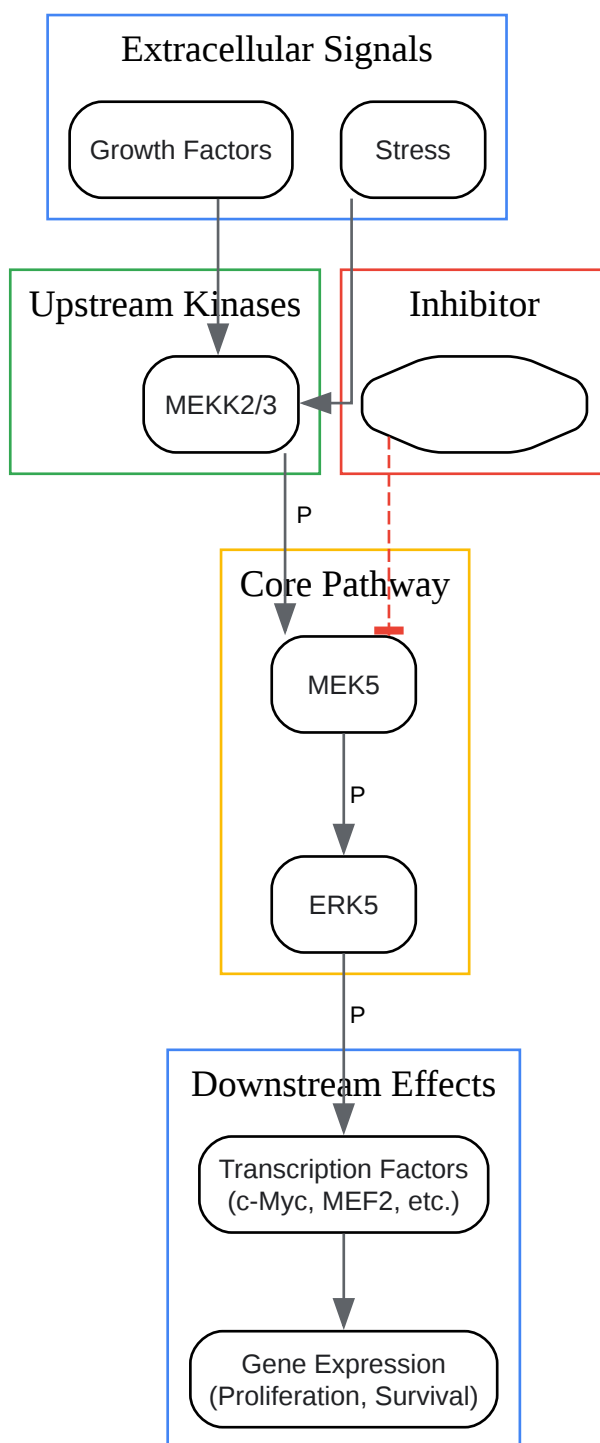 Extracellular Signals
Growth Factors
Stress
Upstream Kinases
Inhibitor
MEKK2/3
P
Core Pathway
MEK5
P
ERK5
P
Downstream Effects
Transcription Factors
(c-Myc, MEF2, etc.)
Gene Expression
(Proliferation, Survival)